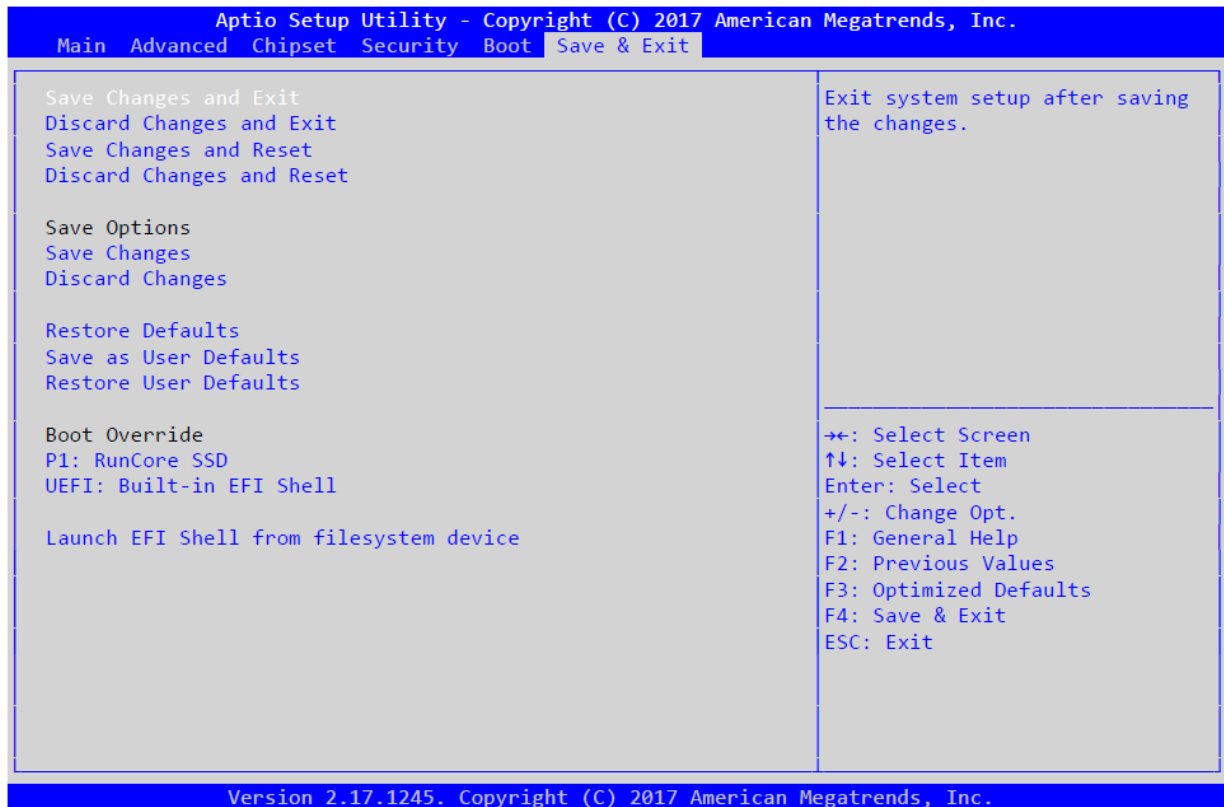 Aptio Setup Utility - Copyright (C) 2017 American Megatrends, Inc.
Main Advanced Chipset Security Boot Save & Exit
Save Changes and Exit
Discard Changes and Exit
Save Changes and Reset
Discard Changes and Reset
Save Options
Save Changes
Discard Changes
Restore Defaults
Save as User Defaults
Restore User Defaults
Boot Override
P1: RunCore SSD
UEFI: Built-in EFI Shell
Launch EFI Shell from filesystem device
Exit system setup after saving
the changes.
→←: Select Screen
↑↓: Select Item
Enter: Select
+/-: Change Opt.
F1: General Help
F2: Previous Values
F3: Optimized Defaults
F4: Save & Exit
ESC: Exit
Version 2.17.1245. Copyright (C) 2017 American Megatrends, Inc.